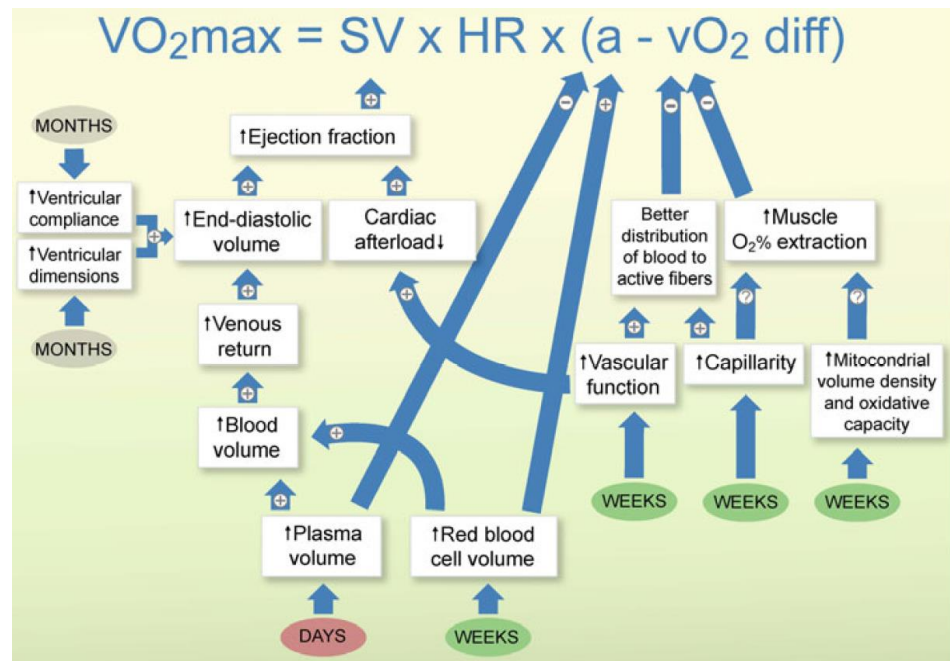 VO₂max = SV x HR x (a - vO₂ diff)
+
-
+
-
-
MONTHS
↑Ejection fraction
↑Ventricular
compliance
+
+
↑Ventricular
dimensions
+
↑End-diastolic
volume
Cardiac
afterload↓
Better
distribution
of blood to
active fibers
↑Muscle
O₂% extraction
MONTHS
+
+
?
?
↑Venous
return
+
+
↑Vascular
function
↑Capillarity
↑Mitocondrial
volume density
and oxidative
capacity
+
↑Blood
volume
+
WEEKS
WEEKS
WEEKS
+
↑Plasma
volume
↑Red blood
cell volume
DAYS
WEEKS